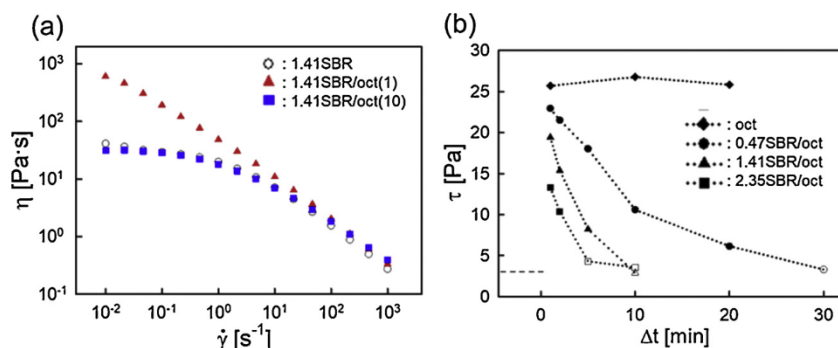 (a)
η [Pa·s]
10³
10²
10¹
10⁰
10⁻¹
: 1.41SBR
: 1.41SBR/oct(1)
: 1.41SBR/oct(10)
10⁻² 10⁻¹ 10⁰ 10¹ 10² 10³
γ̇ [s⁻¹]
(b)
τ [Pa]
30
25
20
15
10
5
0
: oct
: 0.47SBR/oct
: 1.41SBR/oct
: 2.35SBR/oct
0 10 20 30
Δt [min]